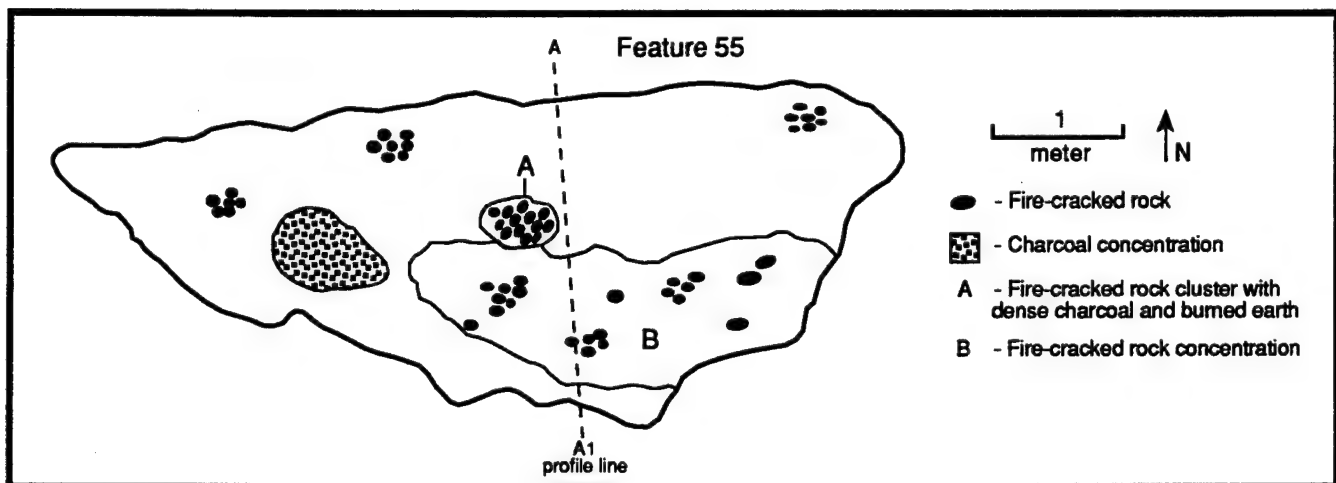 A
Feature 55
A
B
A1
profile line
1
meter
N
- Fire-cracked rock
- Charcoal concentration
A - Fire-cracked rock cluster with
dense charcoal and burned earth
B - Fire-cracked rock concentration